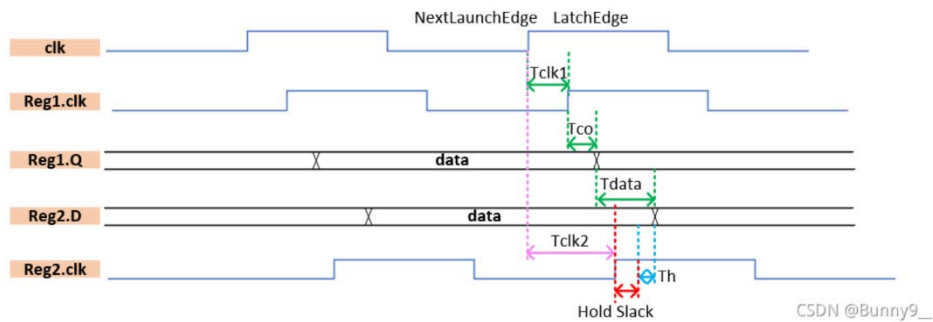 NextLaunchEdge LatchEdge
clk
Tclk1
Reg1.clk
Tco
Reg1.Q data
Tdata
Reg2.D data
Tclk2
Reg2.clk
Th
Hold Slack
CSDN @Bunny9__